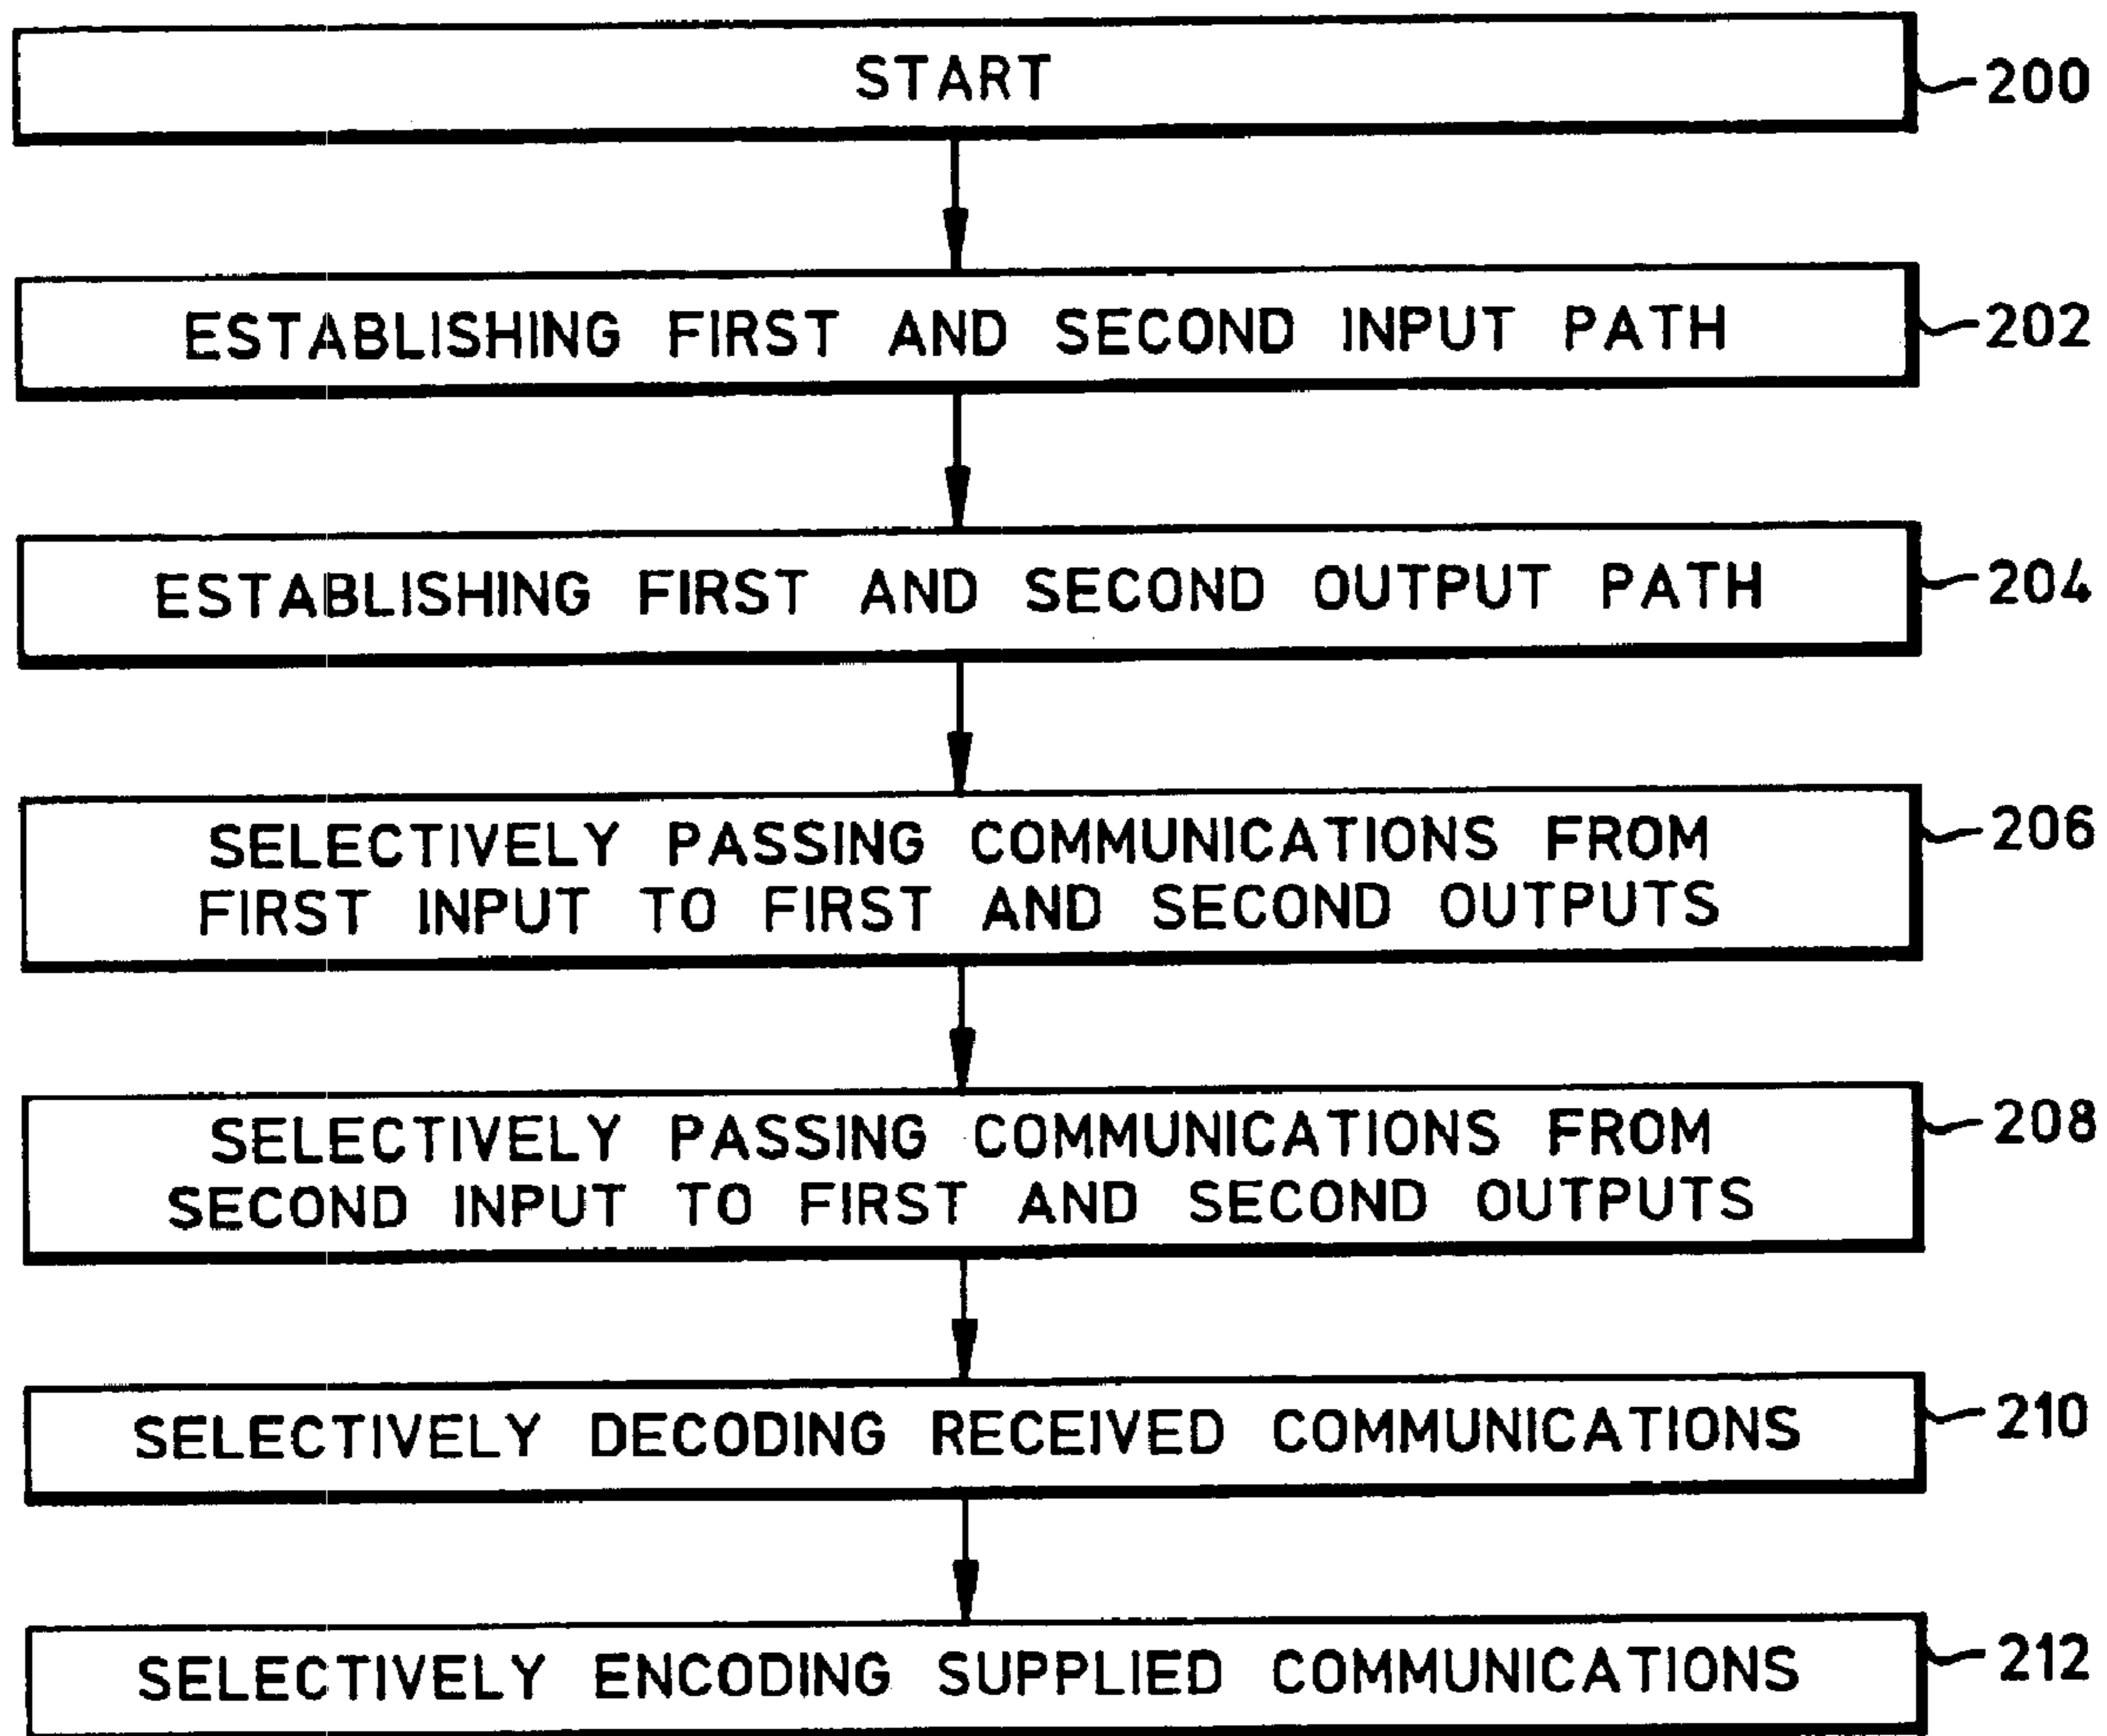 START
200
ESTABLISHING FIRST AND SECOND INPUT PATH
202
ESTABLISHING FIRST AND SECOND OUTPUT PATH
204
SELECTIVELY PASSING COMMUNICATIONS FROM
FIRST INPUT TO FIRST AND SECOND OUTPUTS
206
SELECTIVELY PASSING COMMUNICATIONS FROM
SECOND INPUT TO FIRST AND SECOND OUTPUTS
208
SELECTIVELY DECODING RECEIVED COMMUNICATIONS
210
SELECTIVELY ENCODING SUPPLIED COMMUNICATIONS
212